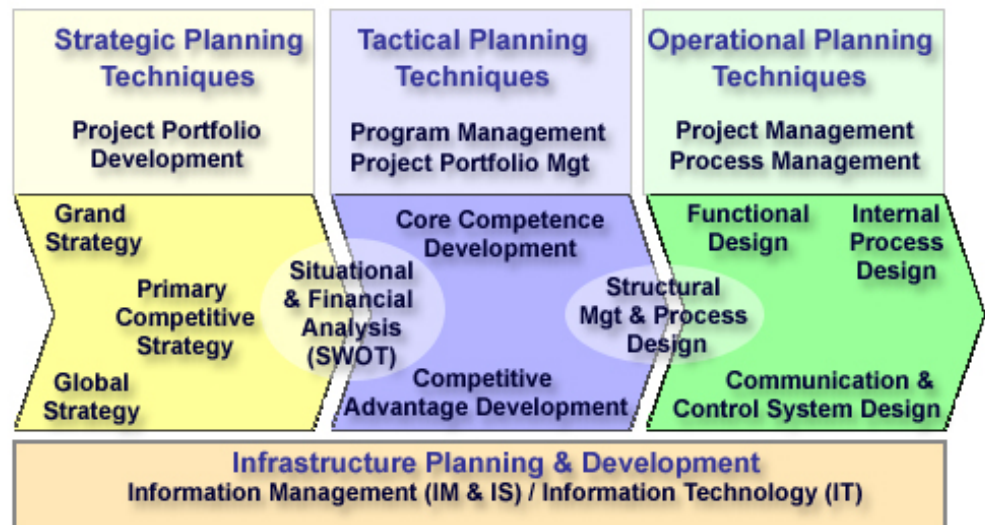 Strategic Planning
Techniques
Project Portfolio
Development
Tactical Planning
Techniques
Program Management
Project Portfolio Mgt
Operational Planning
Techniques
Project Management
Process Management
Grand
Strategy
Primary
Competitive
Strategy
Global
Strategy
Situational
& Financial
Analysis
(SWOT)
Core Competence
Development
Competitive
Advantage Development
Structural
Mgt & Process
Design
Functional
Design
Internal
Process
Design
Communication &
Control System Design
Infrastructure Planning & Development
Information Management (IM & IS) / Information Technology (IT)